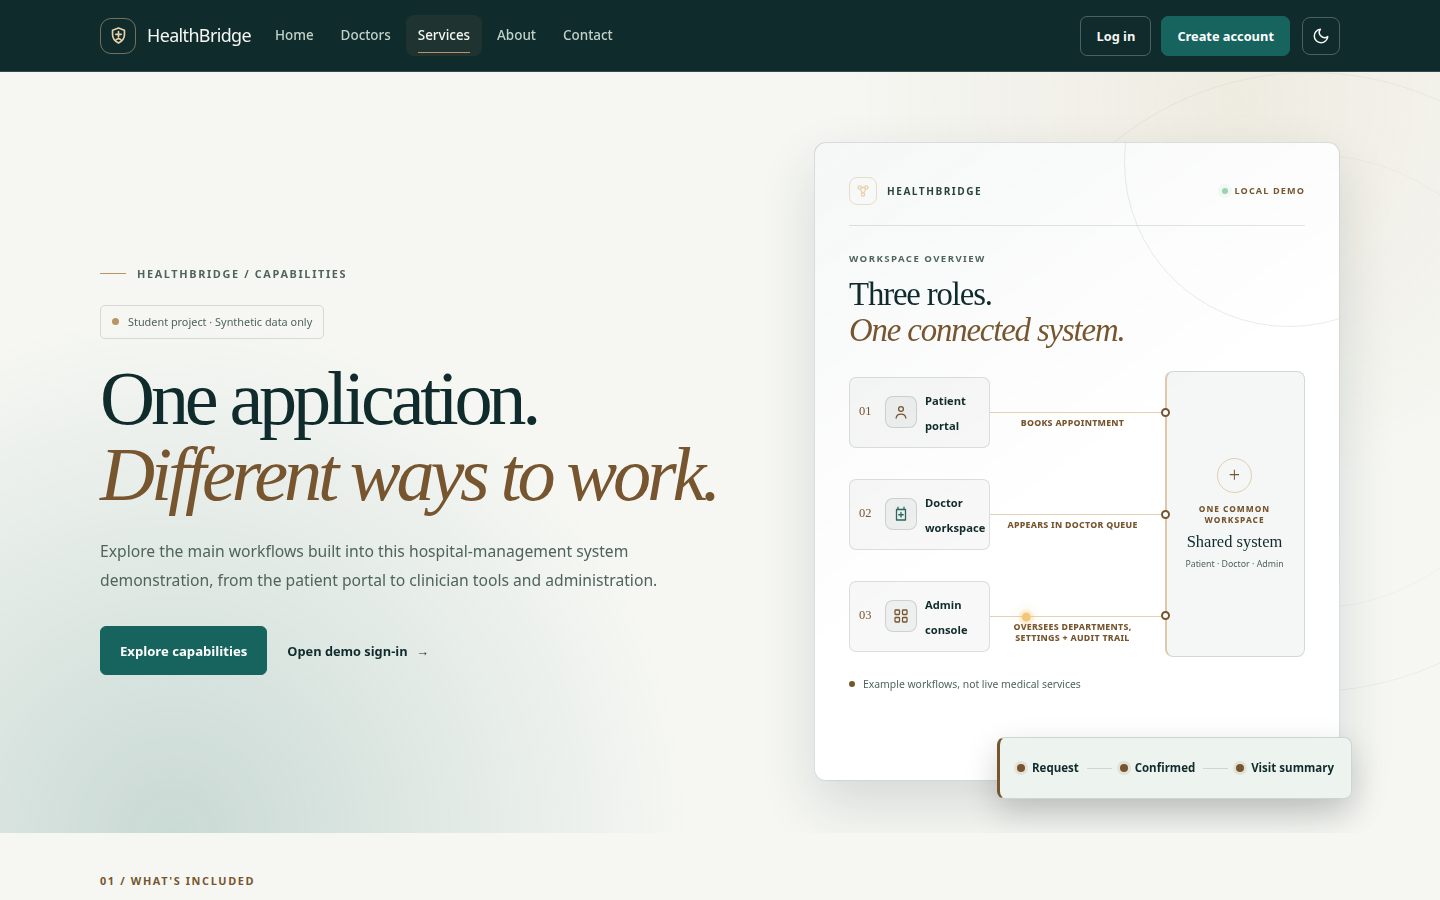 HealthBridge
Home
Doctors
Services
About
Contact
Log in
Create account
HEALTHBRIDGE / CAPABILITIES
Student project · Synthetic data only
One application.
Different ways to work.
Explore the main workflows built into this hospital-management system
demonstration, from the patient portal to clinician tools and administration.
Explore capabilities
Open demo sign-in →
HEALTHBRIDGE
LOCAL DEMO
WORKSPACE OVERVIEW
Three roles.
One connected system.
01
Patient
portal
BOOKS APPOINTMENT
02
Doctor
workspace
APPEARS IN DOCTOR QUEUE
03
Admin
console
OVERSEES DEPARTMENTS,
SETTINGS + AUDIT TRAIL
ONE COMMON
WORKSPACE
Shared system
Patient · Doctor · Admin
Example workflows, not live medical services
Request
Confirmed
Visit summary
01 / WHAT'S INCLUDED